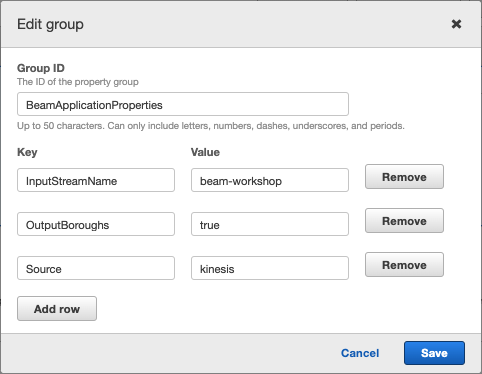 Edit group
Group ID
The ID of the property group
BeamApplicationProperties
Up to 50 characters. Can only include letters, numbers, dashes, underscores, and periods.
Key Value
InputStreamName beam-workshop Remove
OutputBoroughs true Remove
Source kinesis Remove
Add row
Cancel Save